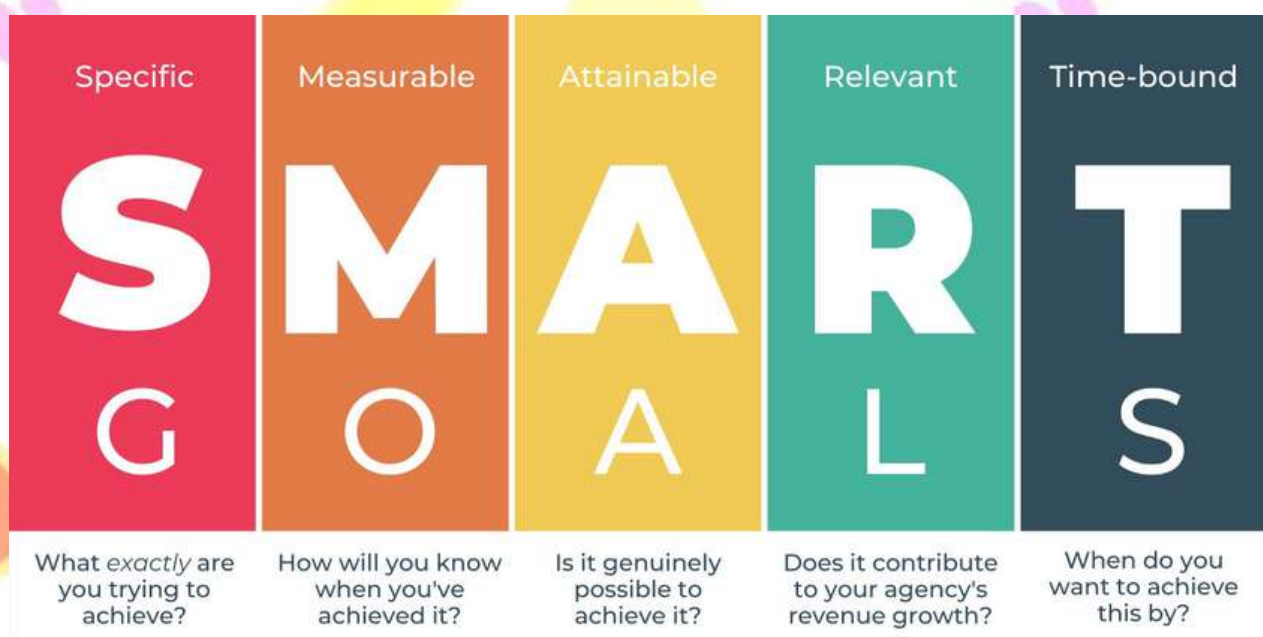 Specific Measurable Attainable Relevant Time-bound
S M A R T
G O A L S
What exactly are
you trying to
achieve?
How will you know
when you've
achieved it?
Is it genuinely
possible to
achieve it?
Does it contribute
to your agency's
revenue growth?
When do you
want to achieve
this by?